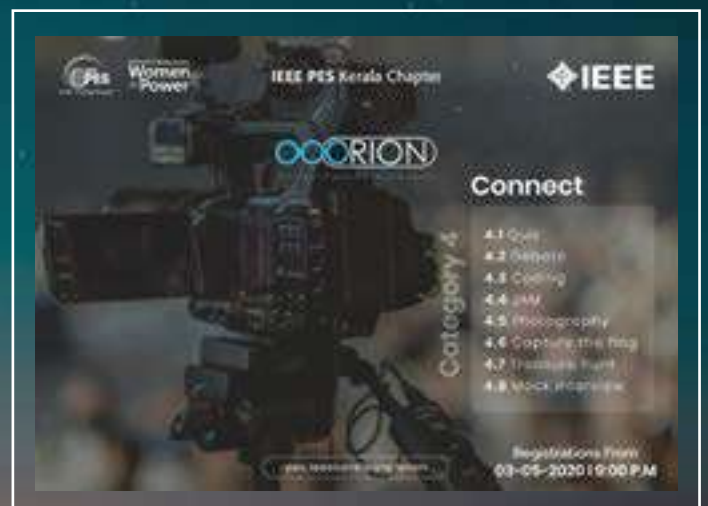 PES
Women
in Power
IEEE PES Kerala Chapter
IEEE
ORION
Connect
Category 4
4.1 Quiz
4.2 Debate
4.3 Coding
4.4 JAM
4.5 Photography
4.6 Capture the flag
4.7 Treasure hunt
4.8 Mock interview
Registrations From
03-05-2020 | 9:00 P.M